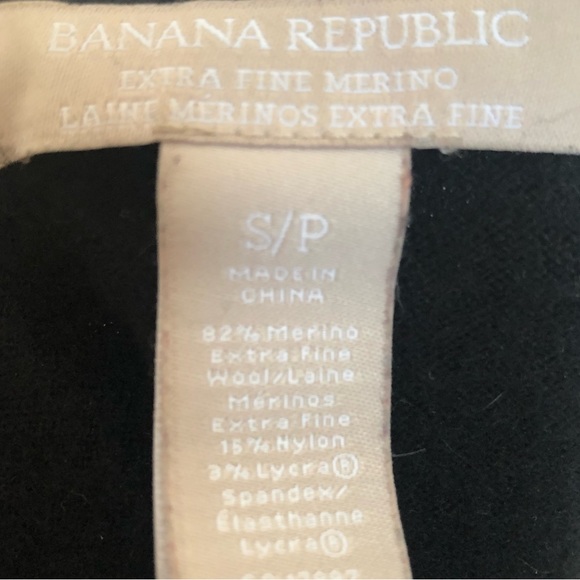 BANANA REPUBLIC
EXTRA FINE MERINO
LAINE MERINOS EXTRA FINE
S/P
MADE IN
CHINA
82% Merino
Extra Fine
Wool/Laine
Mérinos
Extra Fine
15% Nylon
3% Lycra®
Spandex/
Élasthanne
Lycra®